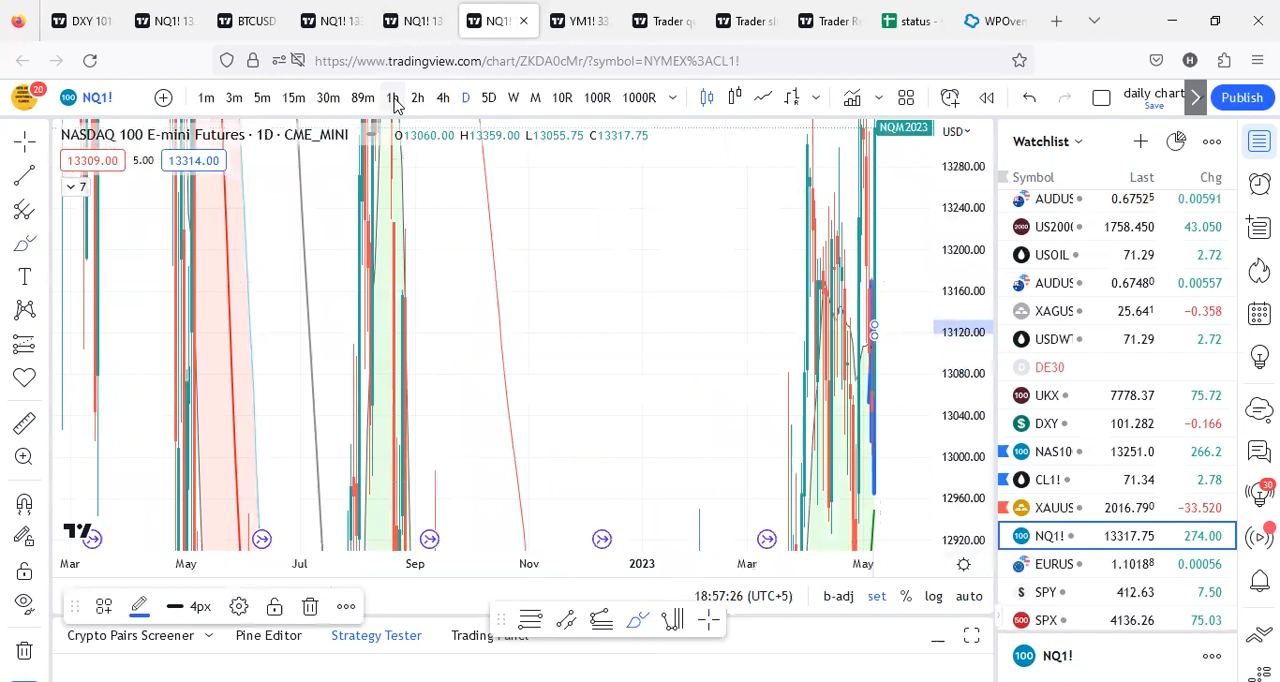 DXY 101
NQ1! 13
BTCUSD
NQ1! 13
NQ1! 13
NQ1!
YM1! 33
Trader
Trader
Trader
status -
WPOver
https://www.tradingview.com/chart/ZKDA0cMr/?symbol=NYMEX%3ACL1!
20
100 NQ1!
1m 3m 5m 15m 30m 89m 1h 2h 4h D 5D W M 10R 100R 1000R
daily chart
Save
Publish
NASDAQ 100 E-mini Futures · 1D · CME_MINI O13060.00 H13359.00 L13055.75 C13317.75
13309.00 5.00 13314.00
7
NQM2023 USD
13280.00
13240.00
13200.00
13160.00
13120.00
13080.00
13040.00
13000.00
12960.00
12920.00
Mar May Jul Sep Nov 2023 Mar May
18:57:26 (UTC+5) b-adj set % log auto
4px
Crypto Pairs Screener Pine Editor Strategy Tester Trading Panel
Watchlist
Symbol Last Chg
AUDUS 0.67525 0.00591
2000 US200 1758.450 43.050
USOIL 71.29 2.72
AUDUS 0.67480 0.00557
XAGUS 25.641 −0.358
USDWT 71.29 2.72
DE30
100 UKX 7778.37 75.72
$ DXY 101.282 −0.166
100 NAS10 13251.0 266.2
CL1! 71.34 2.78
XAUUS 2016.790 −33.520
100 NQ1! 13317.75 274.00
EURUS 1.10188 0.00056
S SPY 412.63 7.50
500 SPX 4136.26 75.03
100 NQ1!
30